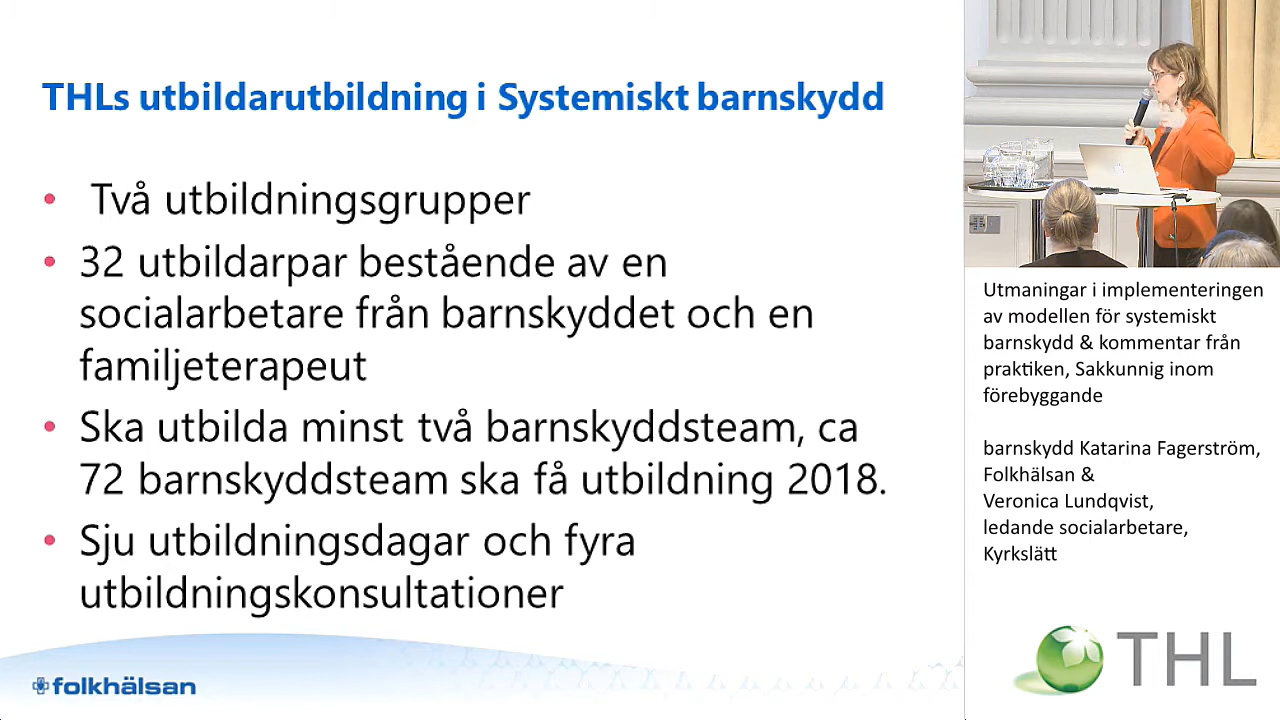 THLs utbildarutbildning i Systemiskt barnskydd
• Två utbildningsgrupper
• 32 utbildarpar bestående av en
socialarbetare från barnskyddet och en
familjeterapeut
• Ska utbilda minst två barnskyddsteam, ca
72 barnskyddsteam ska få utbildning 2018.
• Sju utbildningsdagar och fyra
utbildningskonsultationer
folkhälsan
Utmaningar i implementeringen
av modellen för systemiskt
barnskydd & kommentar från
praktiken, Sakkunnig inom
förebyggande
barnskydd Katarina Fagerström,
Folkhälsan &
Veronica Lundqvist,
ledande socialarbetare,
Kyrkslätt
THL